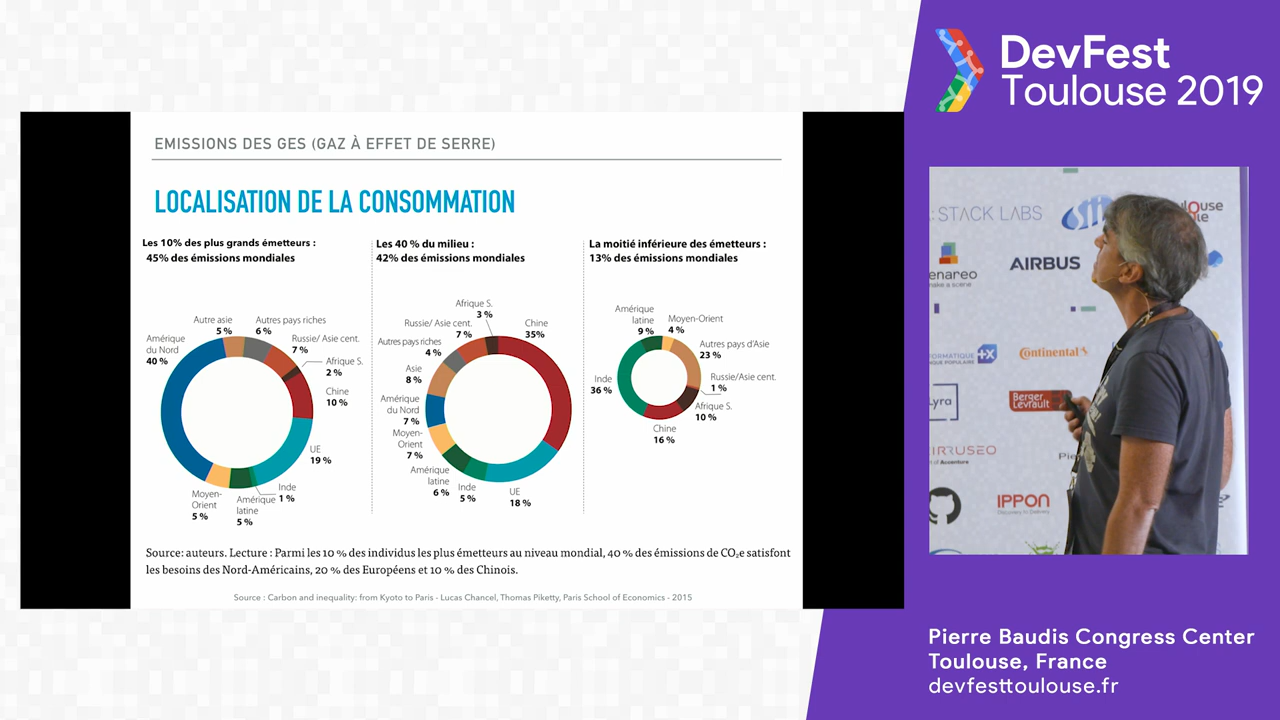 EMISSIONS DES GES (GAZ À EFFET DE SERRE)
LOCALISATION DE LA CONSOMMATION
Les 10% des plus grands émetteurs :
45% des émissions mondiales
Autre asie
5 %
Autres pays riches
6 %
Russie/ Asie cent.
7 %
Afrique S.
2 %
Chine
10 %
UE
19 %
Inde
1 %
Amérique
latine
5 %
Moyen-
Orient
5 %
Amérique
du Nord
40 %
Les 40 % du milieu :
42% des émissions mondiales
Afrique S.
3 %
Chine
35%
UE
18 %
Inde
5 %
Amérique
latine
6 %
Moyen-
Orient
7 %
Amérique
du Nord
7 %
Asie
8 %
Autres pays riches
4 %
Russie/ Asie cent.
7 %
La moitié inférieure des émetteurs :
13% des émissions mondiales
Amérique
latine
9 %
Moyen-Orient
4 %
Autres pays d'Asie
23 %
Russie/Asie cent.
1 %
Afrique S.
10 %
Chine
16 %
Inde
36 %
Source: auteurs. Lecture : Parmi les 10 % des individus les plus émetteurs au niveau mondial, 40 % des émissions de CO₂e satisfont
les besoins des Nord-Américains, 20 % des Européens et 10 % des Chinois.
Source : Carbon and inequality: from Kyoto to Paris - Lucas Chancel, Thomas Piketty, Paris School of Economics - 2015
DevFest
Toulouse 2019
STACK LABS
AIRBUS
Continental
Berger
Levrault
IPPON
Pierre Baudis Congress Center
Toulouse, France
devfesttoulouse.fr